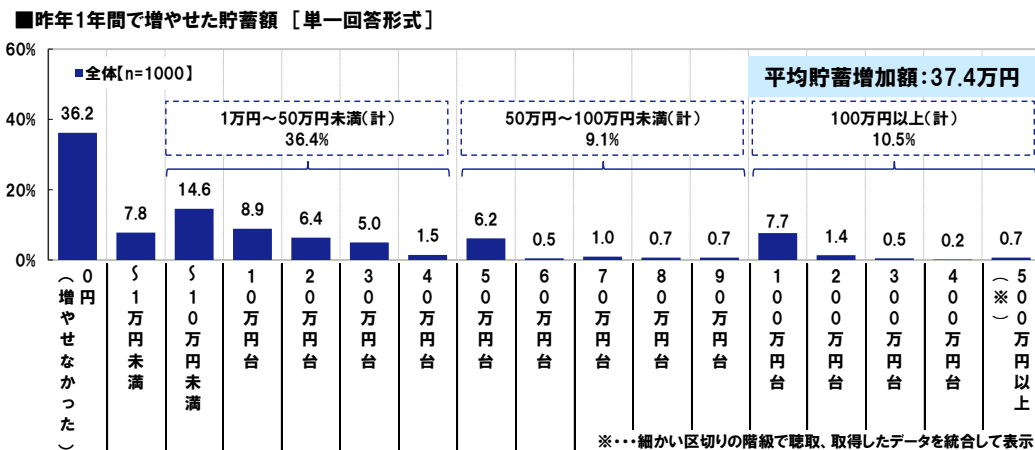 ■昨年1年間で増やせた貯蓄額 [単一回答形式]
60%
40%
20%
0%
■全体【n=1000】
平均貯蓄増加額:37.4万円
1万円~50万円未満(計)
36.4%
50万円~100万円未満(計)
9.1%
100万円以上(計)
10.5%
36.2
7.8
14.6
8.9
6.4
5.0
1.5
6.2
0.5
1.0
0.7
0.7
7.7
1.4
0.5
0.2
0.7
0円
(増やせなかった)
~1万円未満
~10万円未満
10万円台
20万円台
30万円台
40万円台
50万円台
60万円台
70万円台
80万円台
90万円台
100万円台
200万円台
300万円台
400万円台
500万円以上
(※)
※・・・細かい区切りの階級で聴取、取得したデータを統合して表示